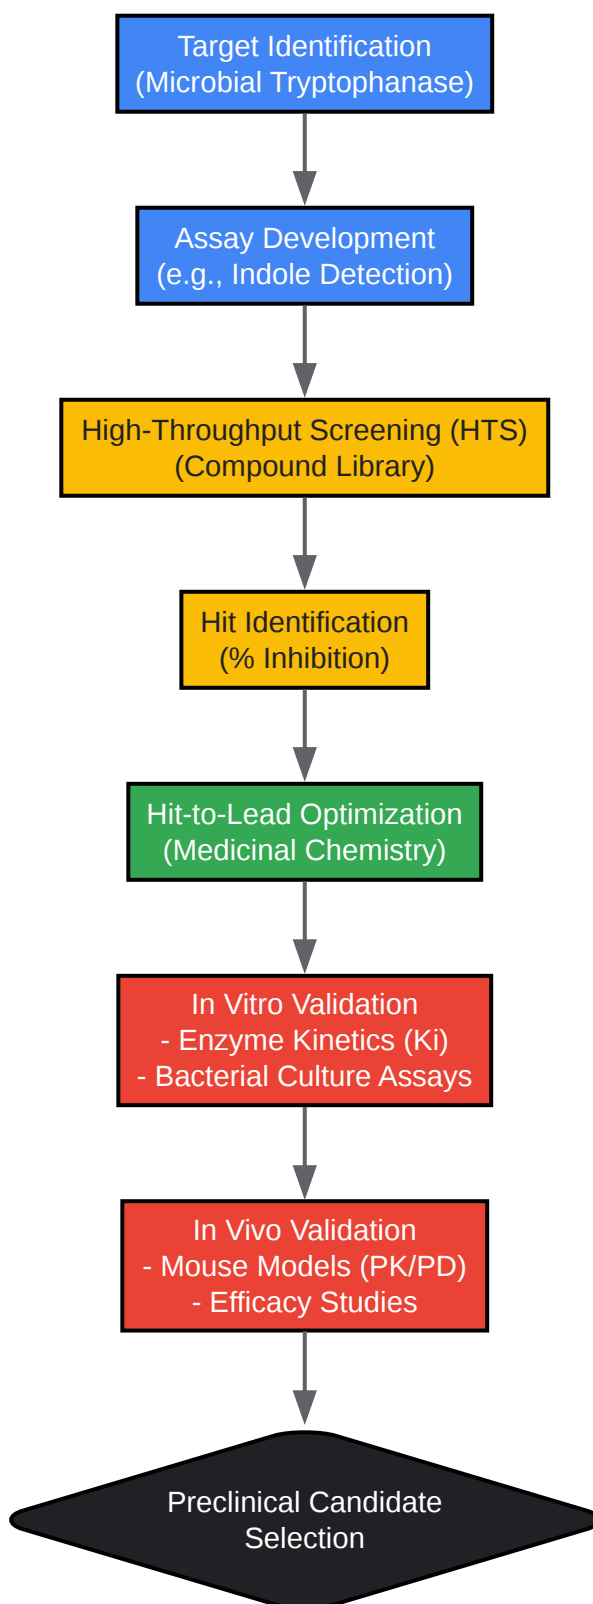 Target Identification
(Microbial Tryptophanase)
Assay Development
(e.g., Indole Detection)
High-Throughput Screening (HTS)
(Compound Library)
Hit Identification
(% Inhibition)
Hit-to-Lead Optimization
(Medicinal Chemistry)
In Vitro Validation
- Enzyme Kinetics (Ki)
- Bacterial Culture Assays
In Vivo Validation
- Mouse Models (PK/PD)
- Efficacy Studies
Preclinical Candidate
Selection